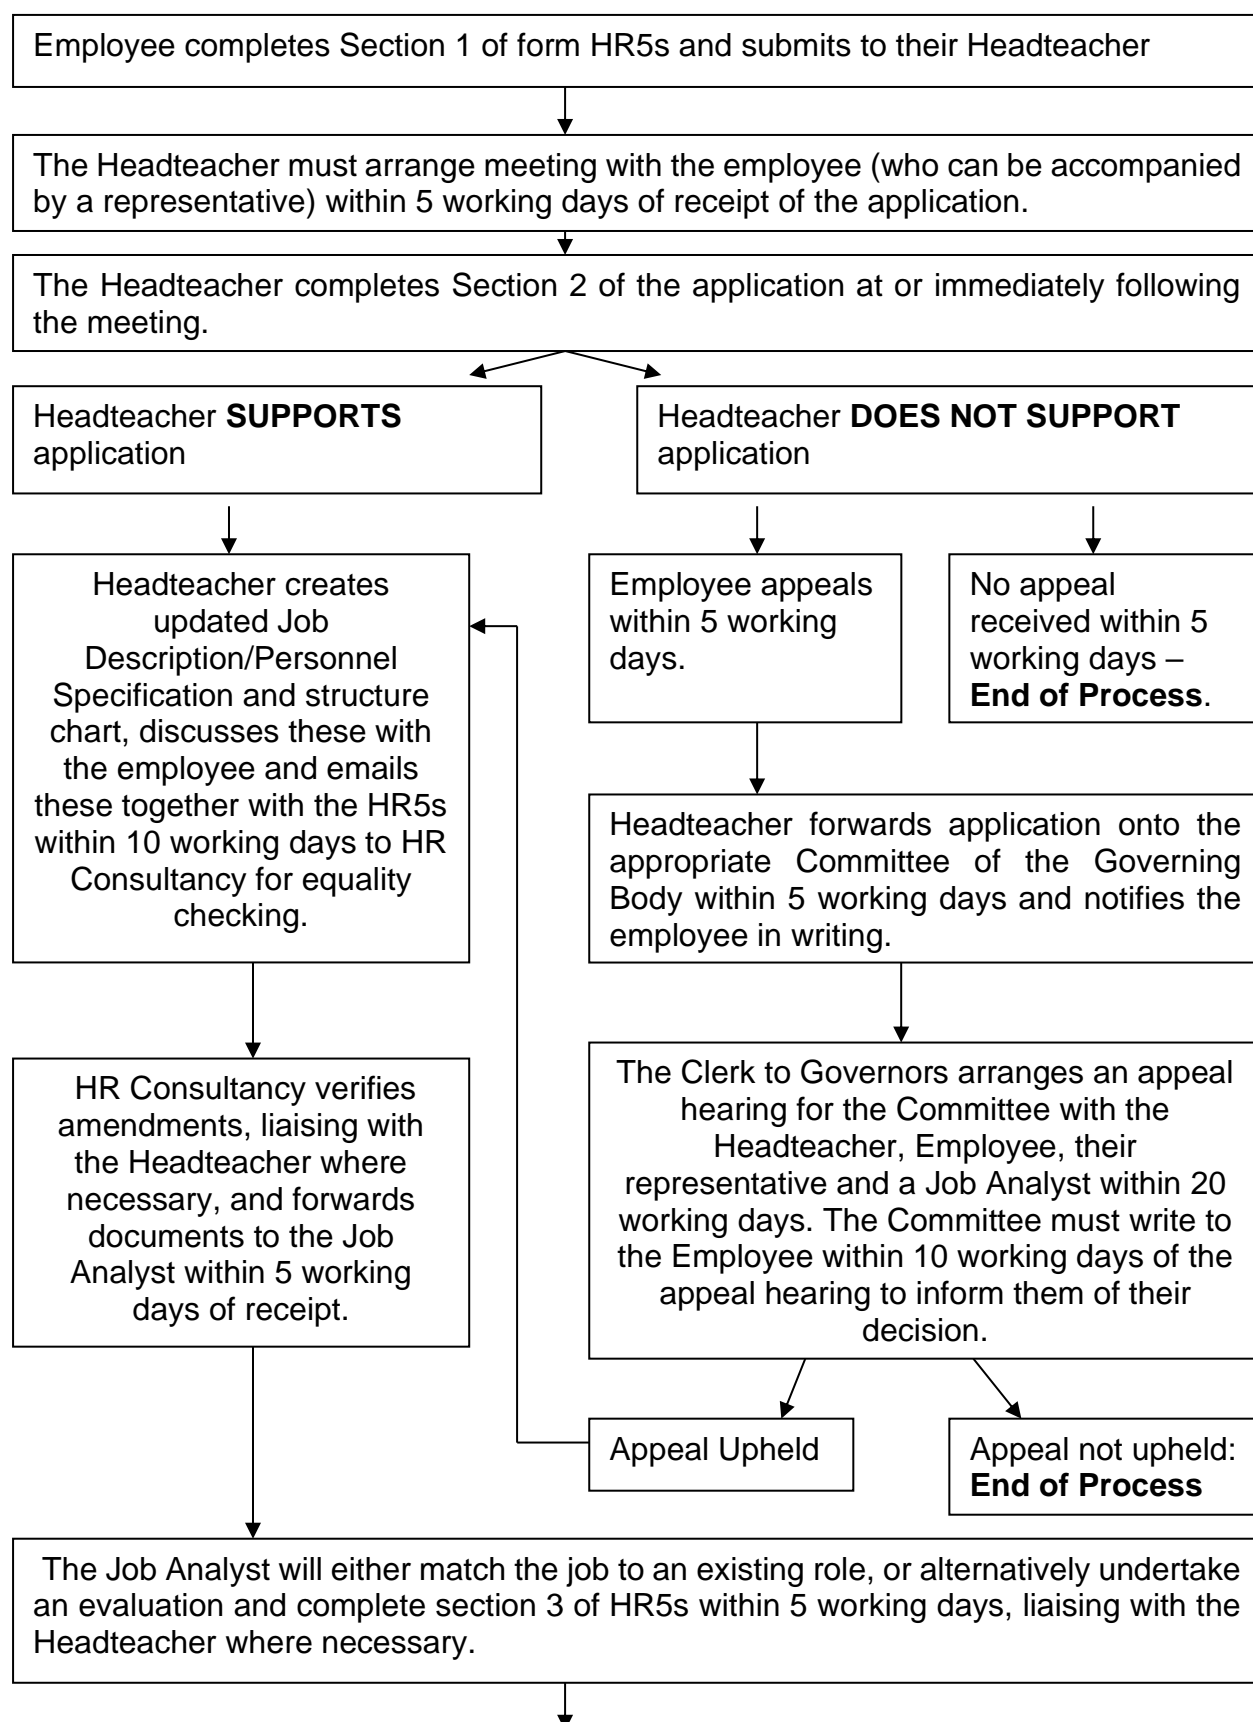 Employee completes Section 1 of form HR5s and submits to their Headteacher
The Headteacher must arrange meeting with the employee (who can be accompanied
by a representative) within 5 working days of receipt of the application.
The Headteacher completes Section 2 of the application at or immediately following
the meeting.
Headteacher SUPPORTS
application
Headteacher DOES NOT SUPPORT
application
Headteacher creates
updated Job
Description/Personnel
Specification and structure
chart, discusses these with
the employee and emails
these together with the HR5s
within 10 working days to HR
Consultancy for equality
checking.
Employee appeals
within 5 working
days.
No appeal
received within 5
working days –
End of Process.
Headteacher forwards application onto the
appropriate Committee of the Governing
Body within 5 working days and notifies the
employee in writing.
HR Consultancy verifies
amendments, liaising with
the Headteacher where
necessary, and forwards
documents to the Job
Analyst within 5 working
days of receipt.
The Clerk to Governors arranges an appeal
hearing for the Committee with the
Headteacher, Employee, their
representative and a Job Analyst within 20
working days. The Committee must write to
the Employee within 10 working days of the
appeal hearing to inform them of their
decision.
Appeal Upheld
Appeal not upheld:
End of Process
The Job Analyst will either match the job to an existing role, or alternatively undertake
an evaluation and complete section 3 of HR5s within 5 working days, liaising with the
Headteacher where necessary.